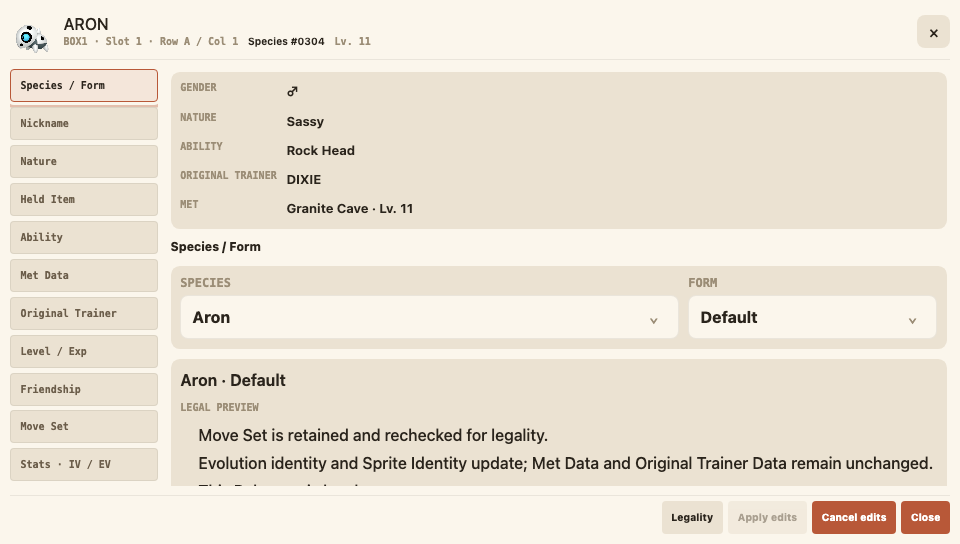 ARON
BOX1 · Slot 1 · Row A / Col 1 Species #0304 Lv. 11
×
Species / Form
Nickname
Nature
Held Item
Ability
Met Data
Original Trainer
Level / Exp
Friendship
Move Set
Stats · IV / EV
GENDER ♂
NATURE Sassy
ABILITY Rock Head
ORIGINAL TRAINER DIXIE
MET Granite Cave · Lv. 11
Species / Form
SPECIES FORM
Aron Default
Aron · Default
LEGAL PREVIEW
Move Set is retained and rechecked for legality.
Evolution identity and Sprite Identity update; Met Data and Original Trainer Data remain unchanged.
Legality Apply edits Cancel edits Close